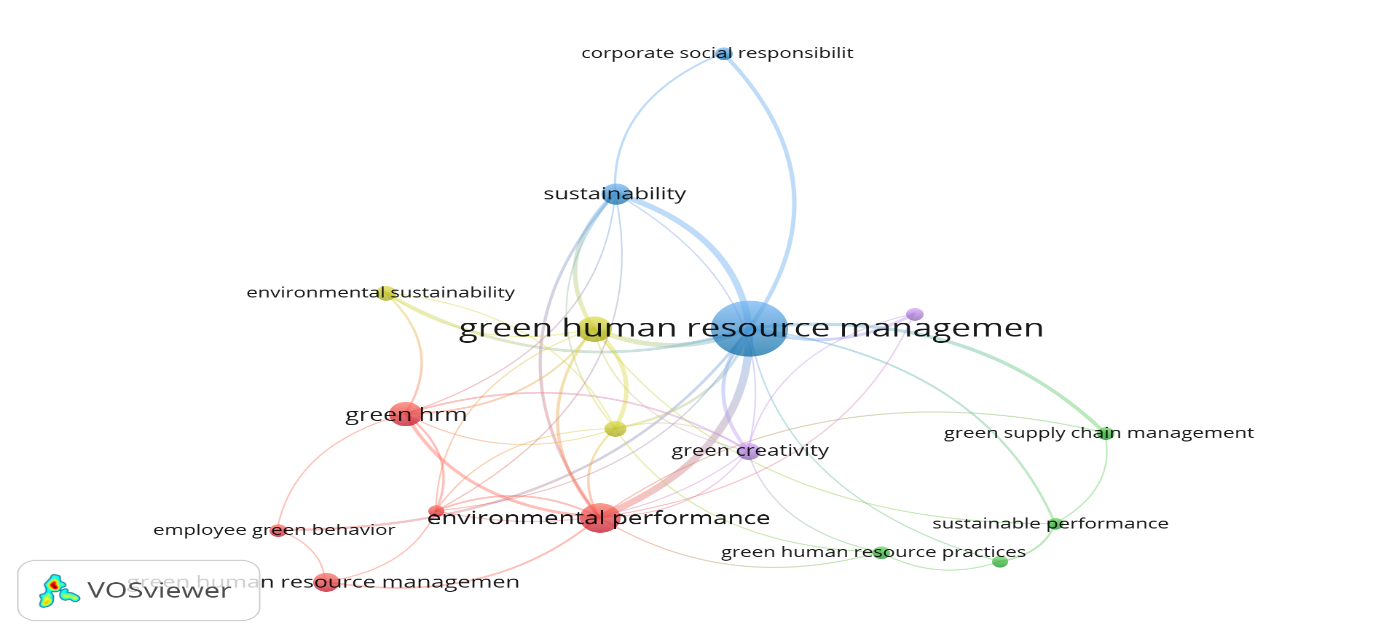 corporate social responsibilit
sustainability
environmental sustainability
green human resource managemen
green hrm
green supply chain management
green creativity
environmental performance
sustainable performance
employee green behavior
green human resource practices
green human resource managemen
VOSviewer